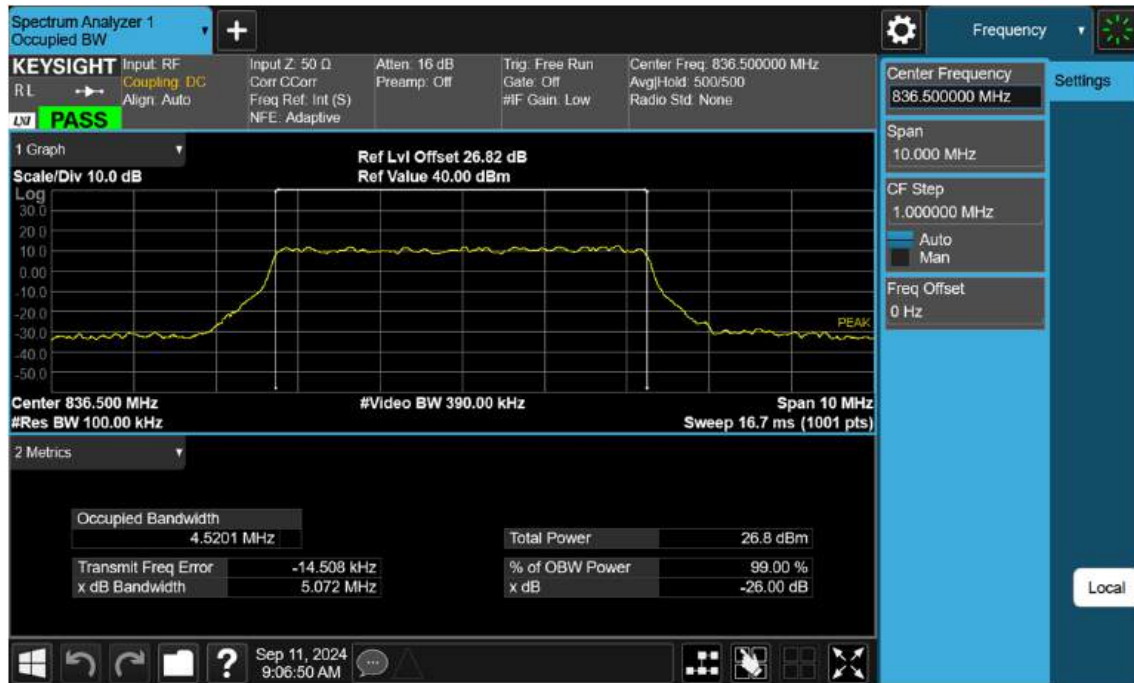 Spectrum Analyzer 1
Occupied BW
+
Frequency
KEYSIGHT
RL
LXI
PASS
Input: RF
Coupling: DC
Align: Auto
Input Z: 50 Ω
Corr CCorr
Freq Ref: Int (S)
NFE: Adaptive
Atten: 16 dB
Preamp: Off
Trig: Free Run
Gate: Off
#IF Gain: Low
Center Freq: 836.500000 MHz
Avg|Hold: 500/500
Radio Std: None
1 Graph
Scale/Div 10.0 dB
Ref Lvl Offset 26.82 dB
Ref Value 40.00 dBm
Log
30.0
20.0
10.0
0.00
-10.0
-20.0
-30.0
-40.0
-50.0
PEAK
Center 836.500 MHz
#Res BW 100.00 kHz
#Video BW 390.00 kHz
Span 10 MHz
Sweep 16.7 ms (1001 pts)
2 Metrics
Occupied Bandwidth
4.5201 MHz
Transmit Freq Error -14.508 kHz
x dB Bandwidth 5.072 MHz
Total Power 26.8 dBm
% of OBW Power 99.00 %
x dB -26.00 dB
Center Frequency
836.500000 MHz
Span
10.000 MHz
CF Step
1.000000 MHz
Auto
Man
Freq Offset
0 Hz
Settings
Local
?
Sep 11, 2024
9:06:50 AM